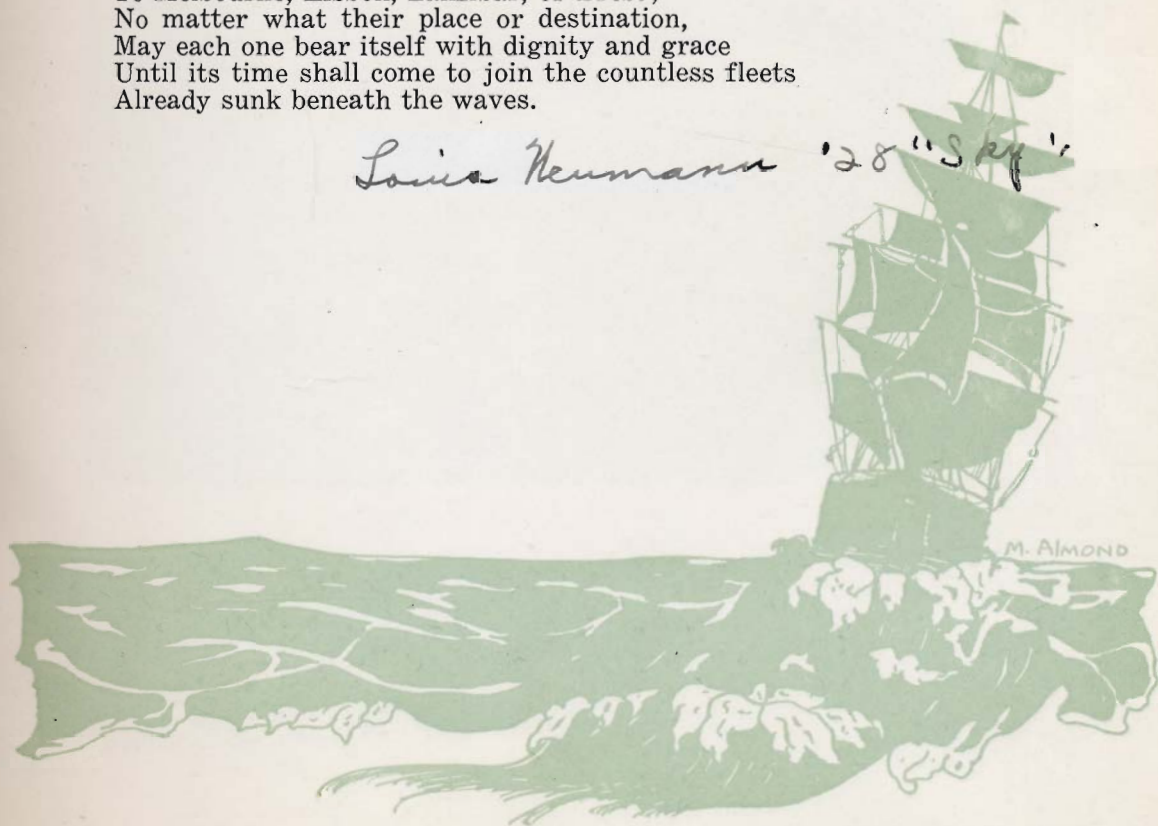 No matter what their place or destination,
May each one bear itself with dignity and grace
Until its time shall come to join the countless fleets
Already sunk beneath the waves.
Louis Neumann '28 "Sky"
M. ALMOND